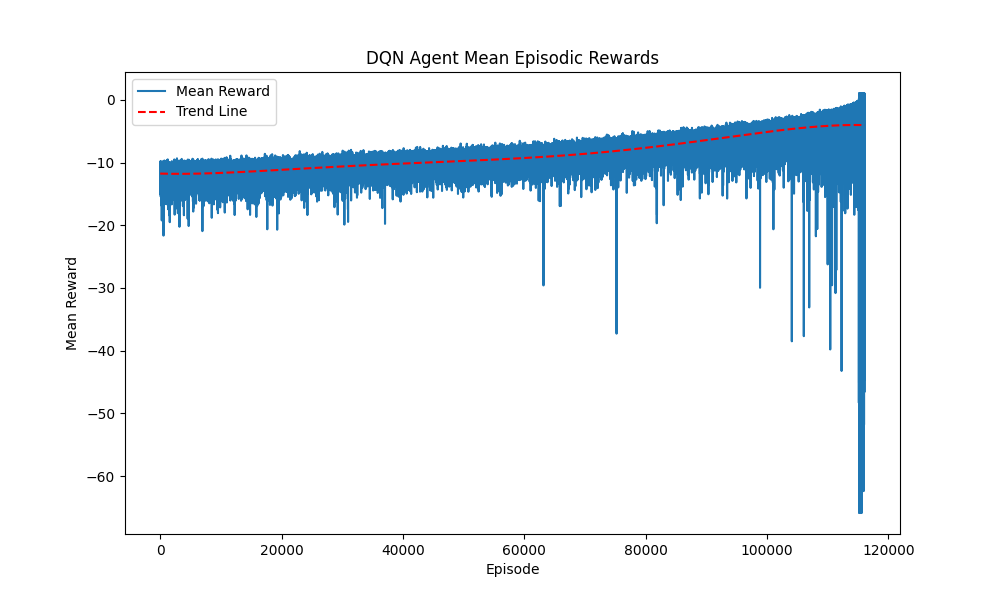 DQN Agent Mean Episodic Rewards
Mean Reward
Trend Line
0
−10
−20
−30
−40
−50
−60
Mean Reward
0
20000
40000
60000
80000
100000
120000
Episode